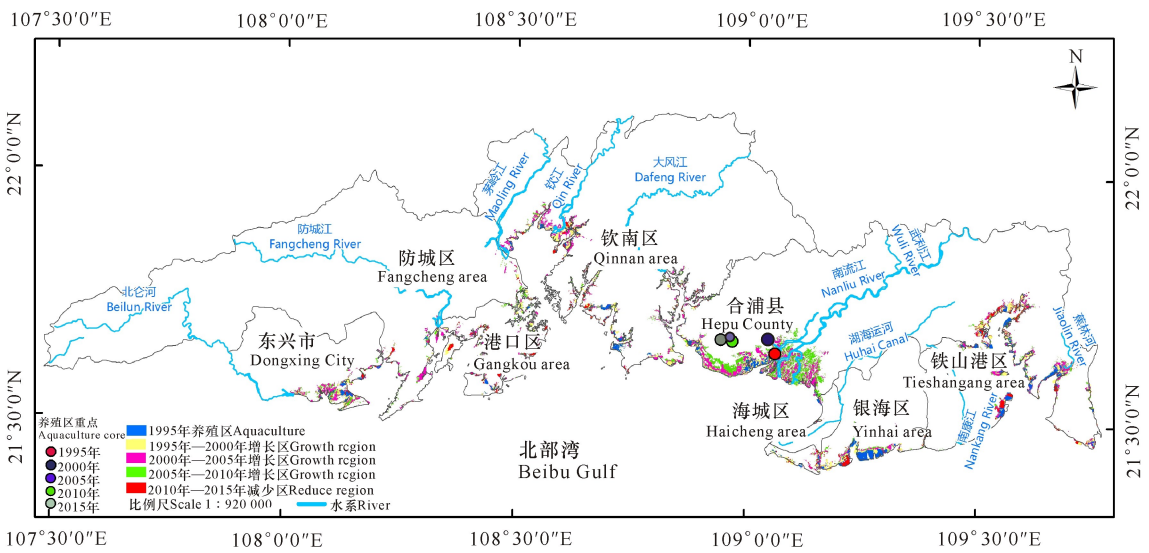 107°30′0″E
108°0′0″E
108°30′0″E
109°0′0″E
109°30′0″E
N
22°0′0″N
22°0′0″N
茅岭江
Maoling River
钦江
Qin River
大风江
Dafeng River
防城江
Fangcheng River
防城区
Fangcheng area
钦南区
Qinnan area
武利江
Wuli River
南流江
Nanliu River
北仑河
Beilun River
合浦县
Hepu County
湖海运河
Huhai Canal
蕉林河
Jiaolin River
东兴市
Dongxing City
港口区
Gangkou area
铁山港区
Tieshangang area
海城区
Haicheng area
银海区
Yinhai area
南康江
Nankang River
北部湾
Beibu Gulf
21°30′0″N
21°30′0″N
养殖区重点
Aquaculture core
1995年
2000年
2005年
2010年
2015年
1995年养殖区Aquaculture
1995年—2000年增长区Growth rcgion
2000年—2005年增长区Growth rcgion
2005年—2010年增长区Growth rcgion
2010年—2015年减少区Reduce region
比例尺Scale 1：920 000
水系River
107°30′0″E
108°0′0″E
108°30′0″E
109°0′0″E
109°30′0″E